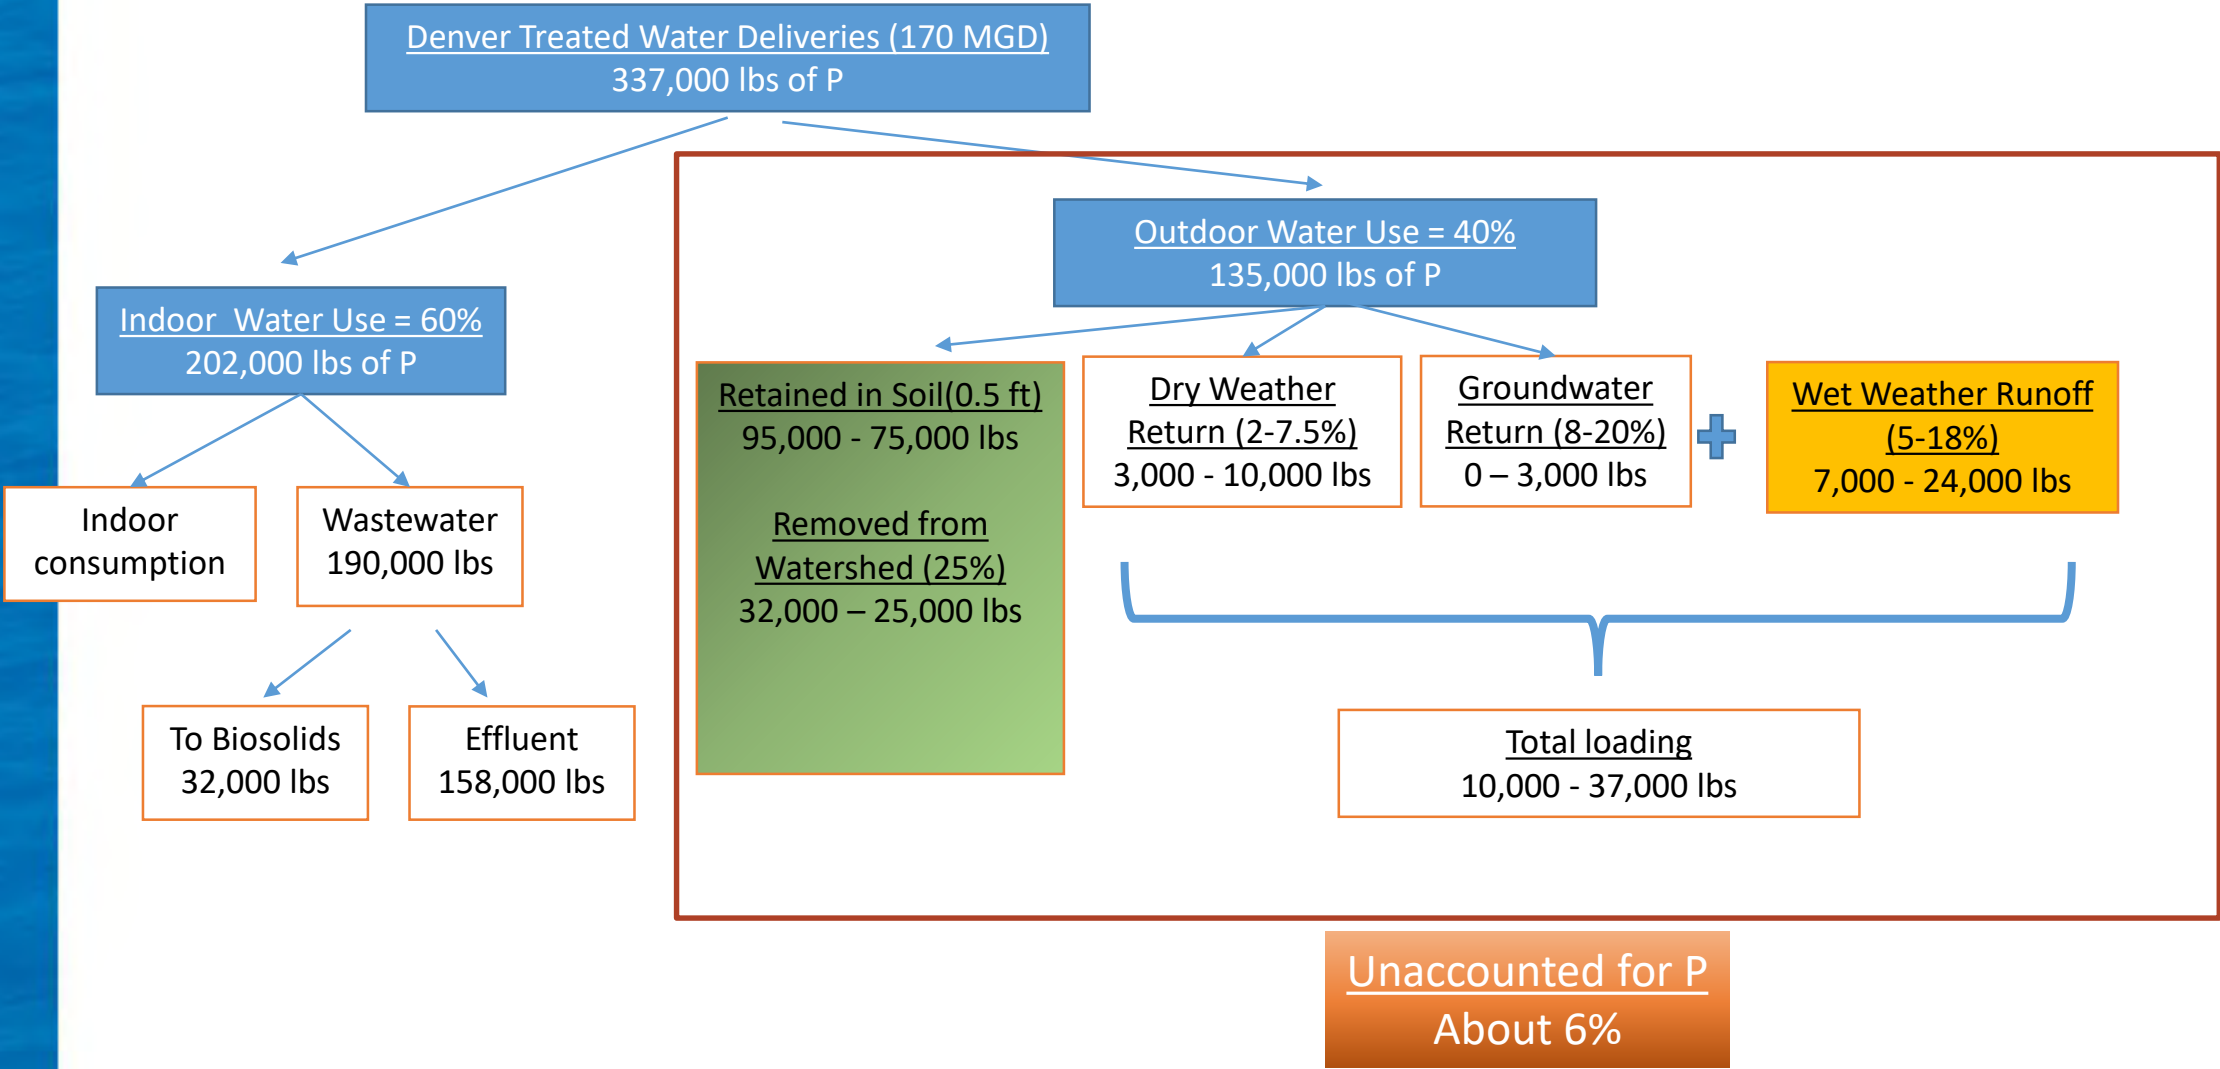 Denver Treated Water Deliveries (170 MGD)
337,000 lbs of P
Outdoor Water Use = 40%
135,000 lbs of P
Indoor  Water Use = 60%
202,000 lbs of P
Retained in Soil(0.5 ft)
95,000 - 75,000 lbs
Removed from
Watershed (25%)
32,000 – 25,000 lbs
Dry Weather
Return (2-7.5%)
3,000 - 10,000 lbs
Groundwater
Return (8-20%)
0 – 3,000 lbs
Wet Weather Runoff
(5-18%)
7,000 - 24,000 lbs
Indoor
consumption
Wastewater
190,000 lbs
To Biosolids
32,000 lbs
Effluent
158,000 lbs
Total loading
10,000 - 37,000 lbs
Unaccounted for P
About 6%